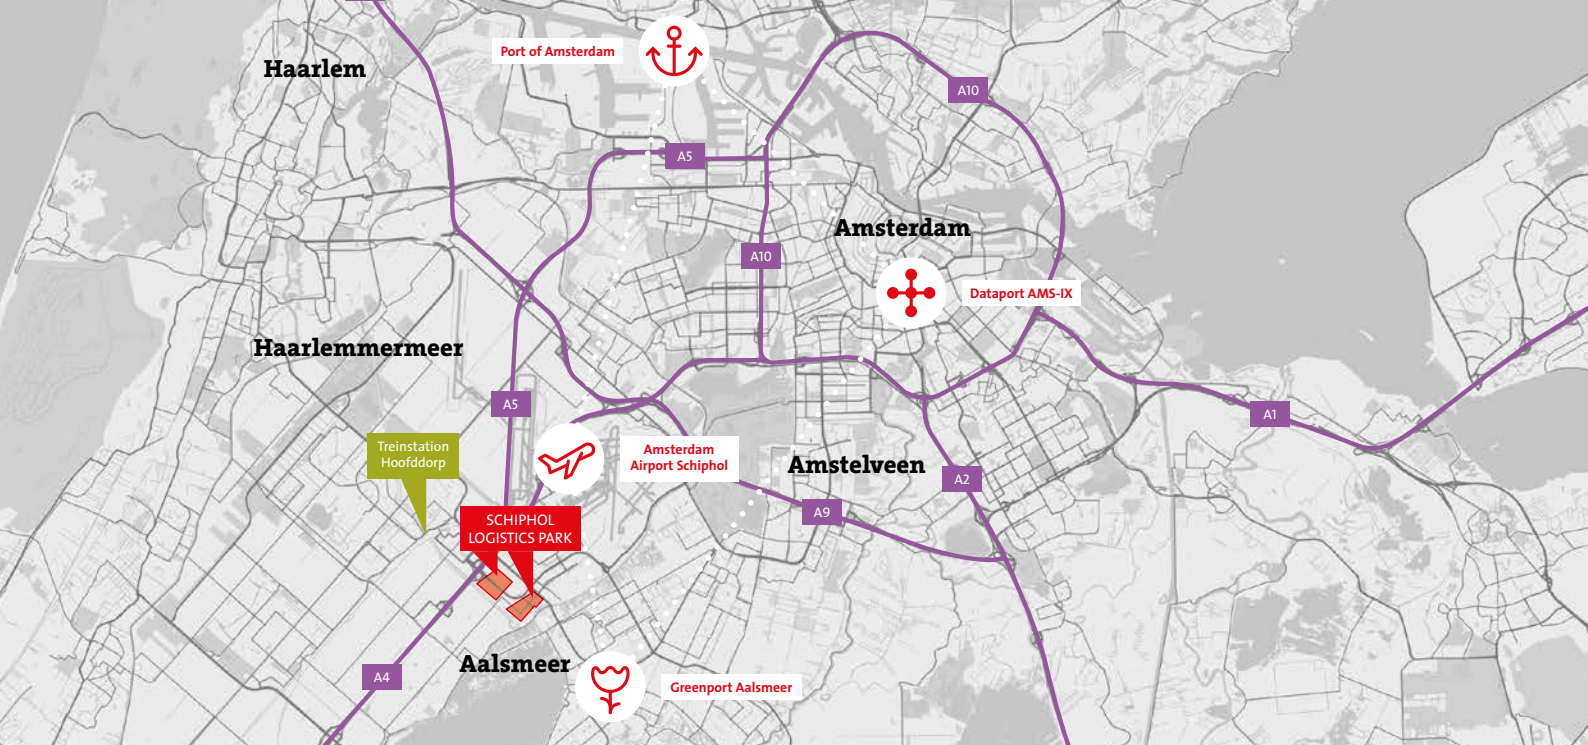 Port of Amsterdam
Haarlem
A10
A5
Amsterdam
A10
Dataport AMS-IX
Haarlemmermeer
A5
A1
Treinstation
Hoofddorp
Amsterdam
Airport Schiphol
Amstelveen
A2
A9
SCHIPHOL
LOGISTICS PARK
Aalsmeer
A4
Greenport Aalsmeer